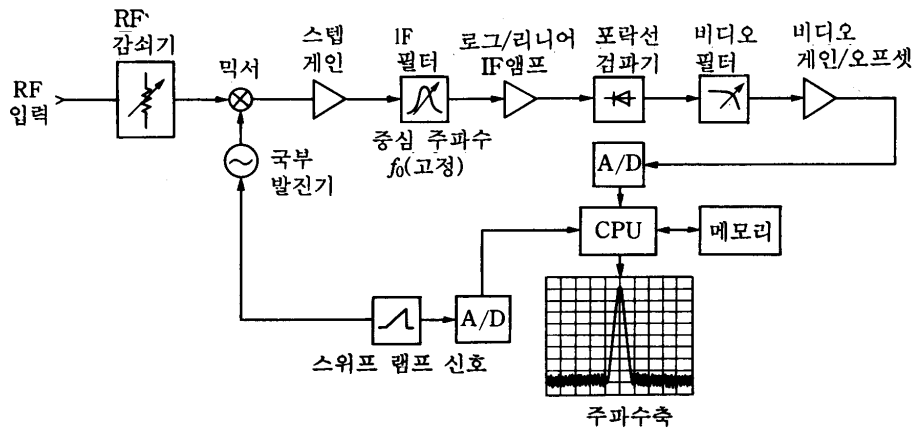 RF
감쇠기
RF
입력
믹서
스텝
게인
IF
필터
중심 주파수
f₀(고정)
로그/리니어
IF앰프
포락선
검파기
비디오
필터
비디오
게인/오프셋
국부
발진기
A/D
CPU
메모리
A/D
스위프 램프 신호
주파수축